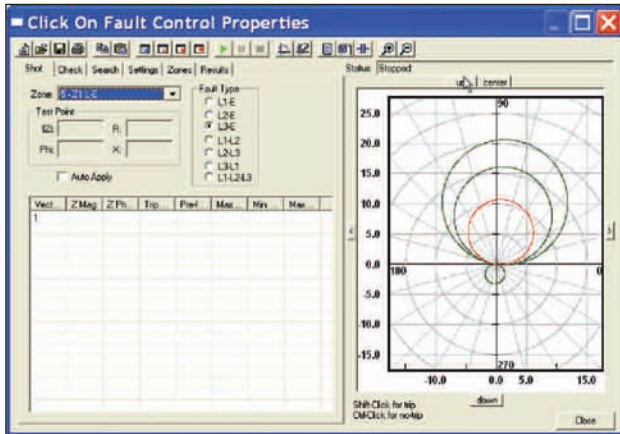 Click On Fault Control Properties
Shot Check Search Settings Zones Results
Status: Stopped
up center
Zone:
Fault Type
L1-E
L2-E
L3-E
L1-L2
L2-L3
L3-L1
L1-L2-L3
Test Point
R:
Phi: X:
Auto Apply
Vect... Z Mag Z Ph... Trip... Pref... Max... Min... Max...
1
90
25.0
20.0
15.0
10.0
5.0
0.0
180 0
-5.0
-10.0
-15.0
270
-10.0 0.0 5.0 15.0
< >
down
Shift-Click for trip
Ctrl-Click for no-trip
Close